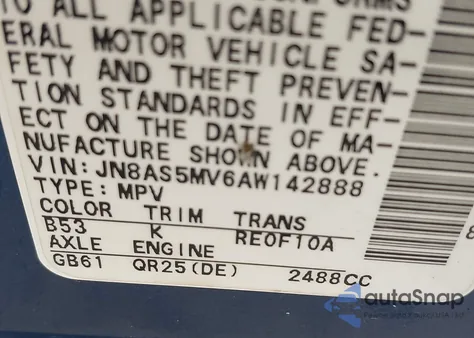 TO ALL APPLICABLE FED-
ERAL MOTOR VEHICLE SA-
FETY AND THEFT PREVEN-
TION STANDARDS IN EFF-
ECT ON THE DATE OF MA-
NUFACTURE SHOWN ABOVE.
VIN: JN8AS5MV6AW142888
TYPE: MPV
COLOR TRIM TRANS
B53 K RE0F10A
AXLE ENGINE
GB61 QR25(DE) 2488CC
autoSnap